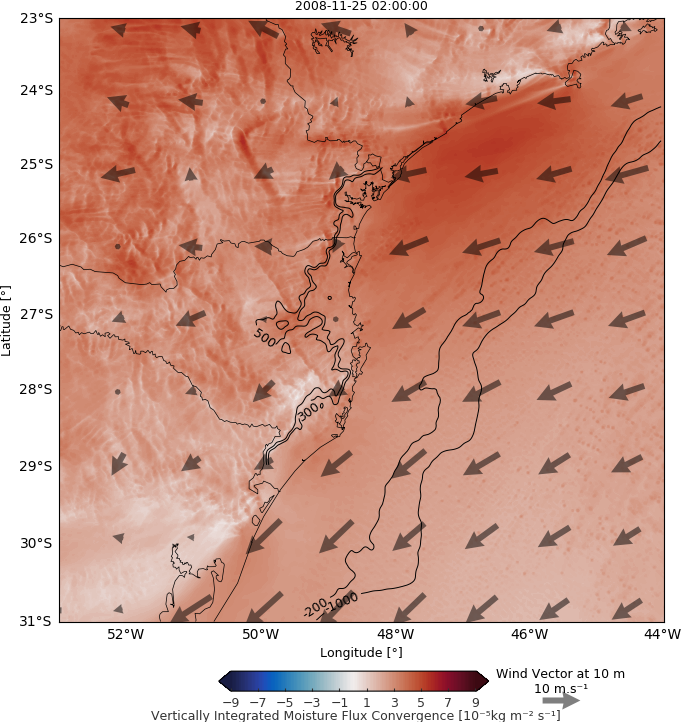 2008-11-25 02:00:00
23°S
24°S
25°S
26°S
27°S
28°S
29°S
30°S
31°S
Latitude [°]
500
300
-200
-1000
52°W 50°W 48°W 46°W 44°W
Longitude [°]
−9 −7 −5 −3 −1 1 3 5 7 9
Wind Vector at 10 m
10 m.s⁻¹
Vertically Integrated Moisture Flux Convergence [10⁻⁵kg m⁻² s⁻¹]